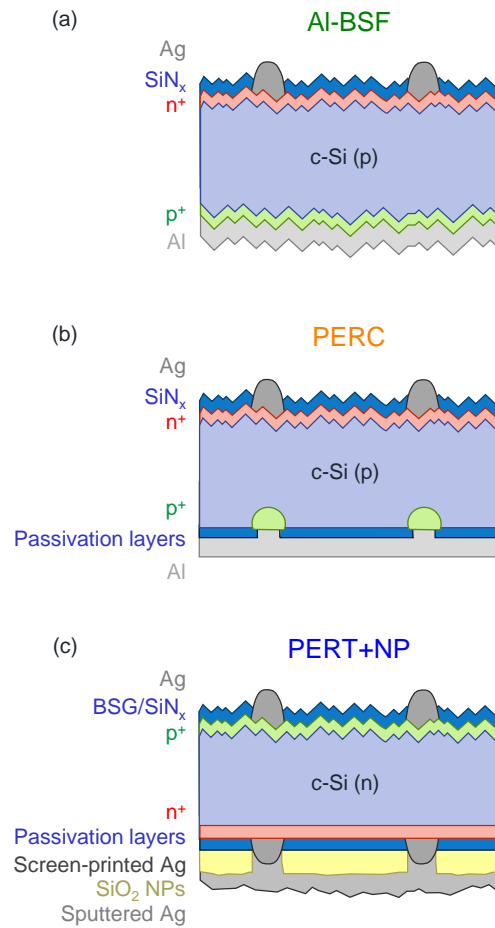 (a)
Al-BSF
Ag
SiNₓ
n⁺
c-Si (p)
p⁺
Al
(b)
PERC
Ag
SiNₓ
n⁺
c-Si (p)
p⁺
Passivation layers
Al
(c)
PERT+NP
Ag
BSG/SiNₓ
p⁺
c-Si (n)
n⁺
Passivation layers
Screen-printed Ag
SiO₂ NPs
Sputtered Ag